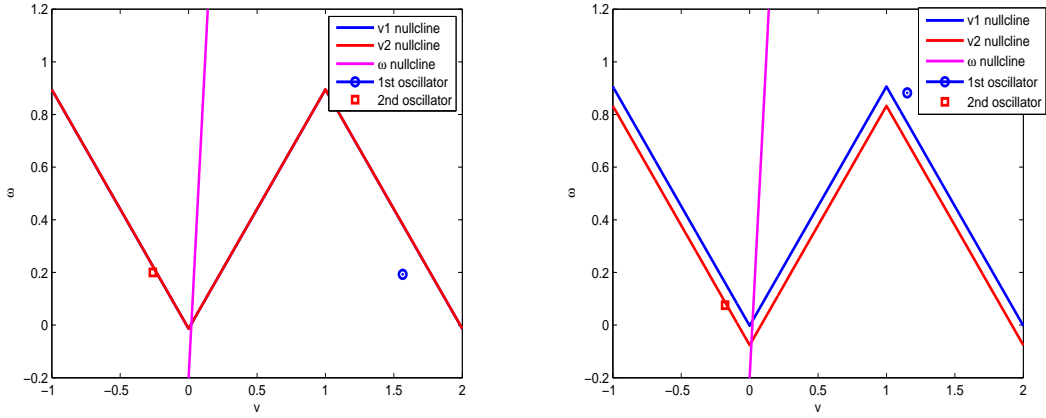 1.2
1
0.8
0.6
0.4
0.2
0
−0.2
ω
−1
−0.5
0
0.5
1
1.5
2
v
v1 nullcline
v2 nullcline
ω nullcline
1st oscillator
2nd oscillator
1.2
1
0.8
0.6
0.4
0.2
0
−0.2
ω
−1
−0.5
0
0.5
1
1.5
2
v
v1 nullcline
v2 nullcline
ω nullcline
1st oscillator
2nd oscillator